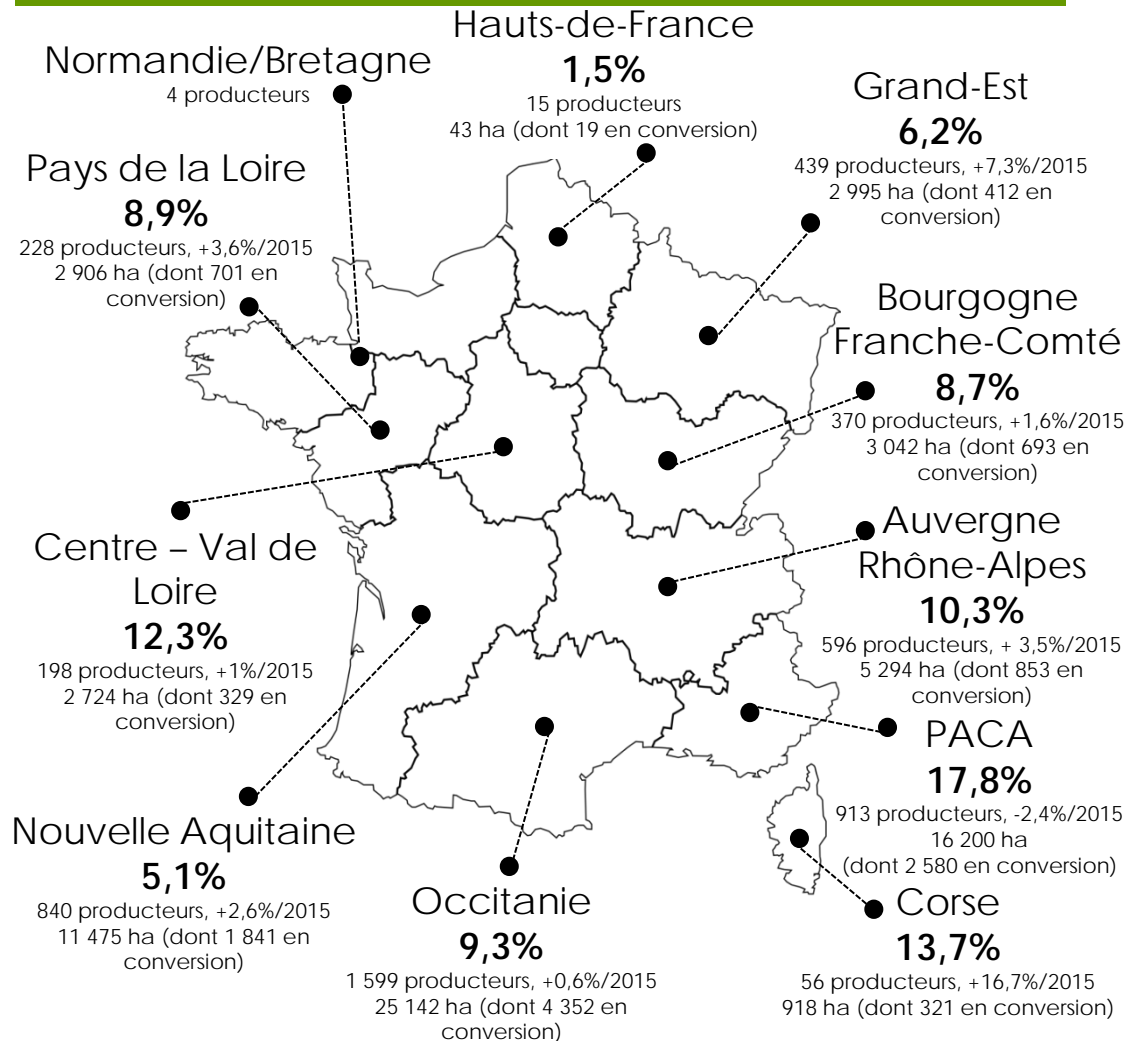 Hauts-de-France
1,5%
15 producteurs
43 ha (dont 19 en conversion)
Normandie/Bretagne
4 producteurs
Grand-Est
6,2%
439 producteurs, +7,3%/2015
2 995 ha (dont 412 en
conversion)
Pays de la Loire
8,9%
228 producteurs, +3,6%/2015
2 906 ha (dont 701 en
conversion)
Bourgogne
Franche-Comté
8,7%
370 producteurs, +1,6%/2015
3 042 ha (dont 693 en
conversion)
Centre – Val de
Loire
12,3%
198 producteurs, +1%/2015
2 724 ha (dont 329 en
conversion)
Auvergne
Rhône-Alpes
10,3%
596 producteurs, + 3,5%/2015
5 294 ha (dont 853 en
conversion)
PACA
17,8%
913 producteurs, -2,4%/2015
16 200 ha
(dont 2 580 en conversion)
Nouvelle Aquitaine
5,1%
840 producteurs, +2,6%/2015
11 475 ha (dont 1 841 en
conversion)
Occitanie
9,3%
1 599 producteurs, +0,6%/2015
25 142 ha (dont 4 352 en
conversion)
Corse
13,7%
56 producteurs, +16,7%/2015
918 ha (dont 321 en conversion)